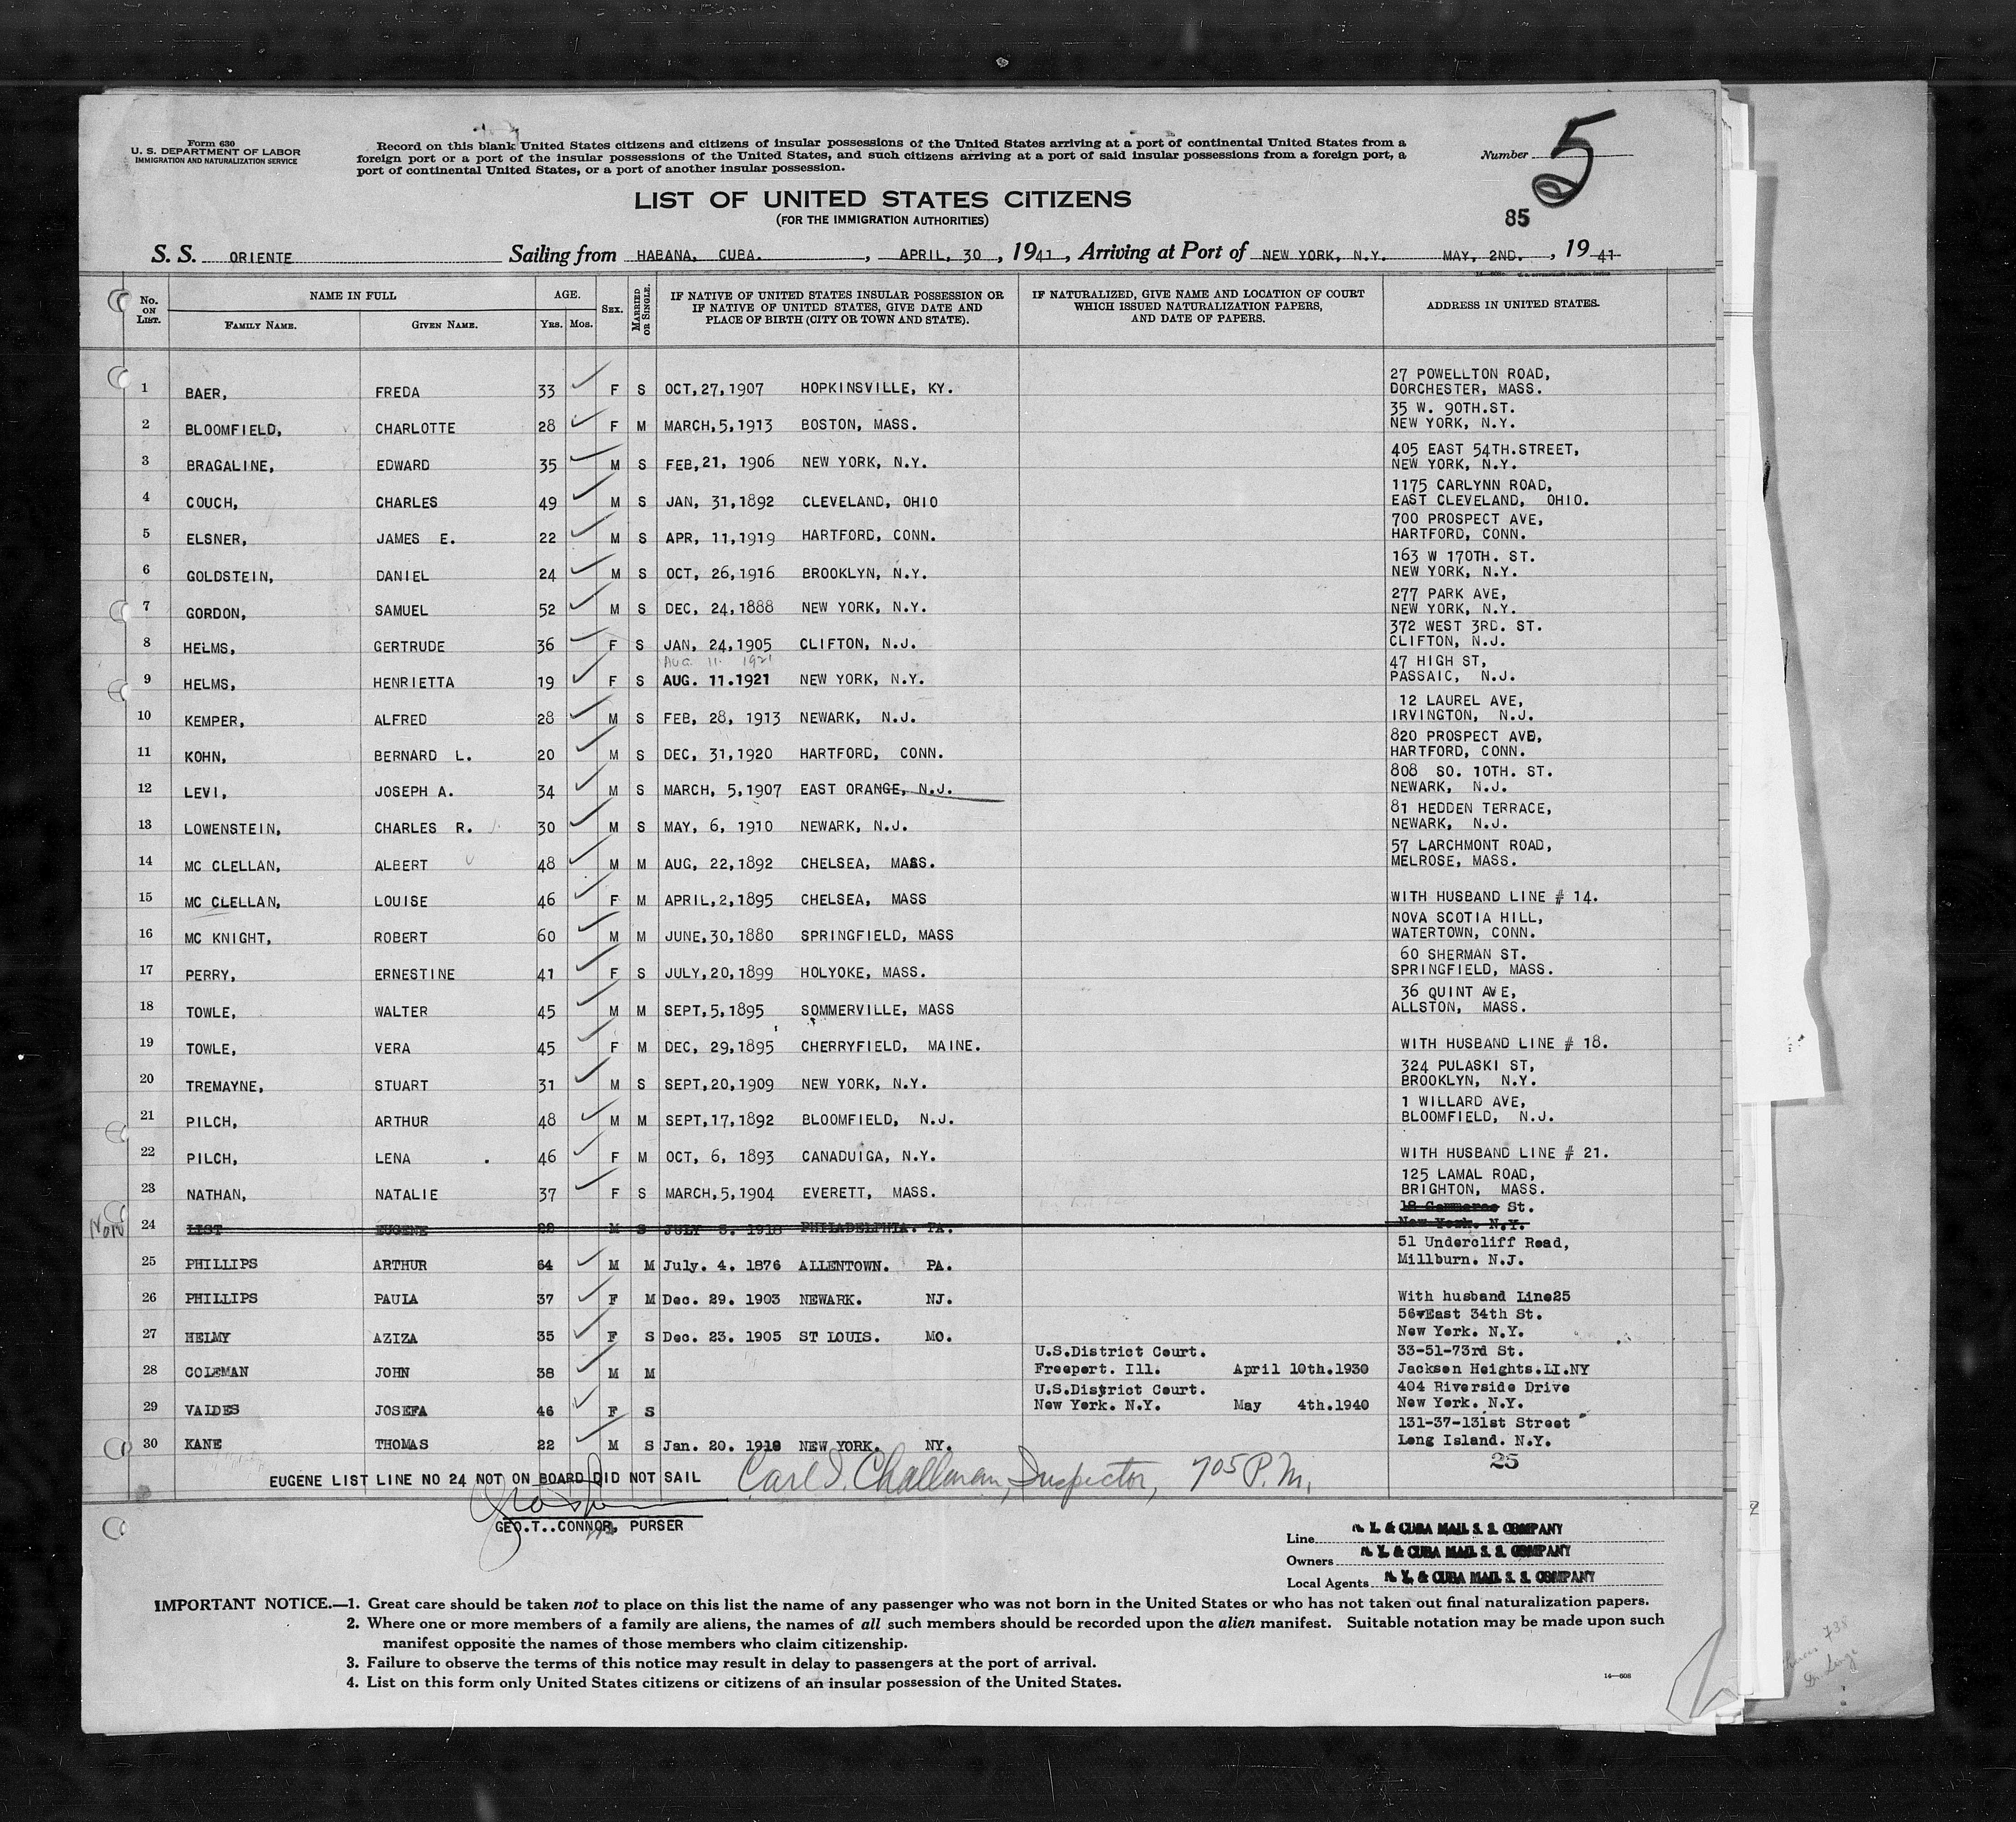 Form 630
U. S. DEPARTMENT OF LABOR
IMMIGRATION AND NATURALIZATION SERVICE
Record on this blank United States citizens and citizens of insular possessions of the United States arriving at a port of continental United States from a
foreign port or a port of the insular possessions of the United States, and such citizens arriving at a port of said insular possessions from a foreign port, a
port of continental United States, or a port of another insular possession.
Number 5
85
LIST OF UNITED STATES CITIZENS
(FOR THE IMMIGRATION AUTHORITIES)
S. S. ORIENTE Sailing from HABANA, CUBA. , APRIL, 30 , 1941 , Arriving at Port of NEW YORK, N.Y. MAY, 2ND. , 19 41
No. ON LIST. NAME IN FULL FAMILY NAME. GIVEN NAME. AGE. YRS. MOS. SEX. MARRIED OR SINGLE. IF NATIVE OF UNITED STATES INSULAR POSSESSION OR IF NATIVE OF UNITED STATES, GIVE DATE AND PLACE OF BIRTH (CITY OR TOWN AND STATE). IF NATURALIZED, GIVE NAME AND LOCATION OF COURT WHICH ISSUED NATURALIZATION PAPERS, AND DATE OF PAPERS. ADDRESS IN UNITED STATES.
27 POWELLTON ROAD,
1 BAER, FREDA 33 F S OCT,27,1907 HOPKINSVILLE, KY. DORCHESTER, MASS.
35 W. 90TH.ST.
2 BLOOMFIELD, CHARLOTTE 28 F M MARCH,5,1913 BOSTON, MASS. NEW YORK, N.Y.
405 EAST 54TH.STREET,
3 BRAGALINE, EDWARD 35 M S FEB,21, 1906 NEW YORK, N.Y. NEW YORK, N.Y.
1175 CARLYNN ROAD,
4 COUCH, CHARLES 49 M S JAN, 31,1892 CLEVELAND, OHIO EAST CLEVELAND, OHIO.
700 PROSPECT AVE,
5 ELSNER, JAMES E. 22 M S APR, 11,1919 HARTFORD, CONN. HARTFORD, CONN.
163 W 170TH. ST.
6 GOLDSTEIN, DANIEL 24 M S OCT, 26,1916 BROOKLYN, N.Y. NEW YORK, N.Y.
277 PARK AVE,
7 GORDON, SAMUEL 52 M S DEC, 24,1888 NEW YORK, N.Y. NEW YORK, N.Y.
372 WEST 3RD. ST.
8 HELMS, GERTRUDE 36 F S JAN, 24,1905 CLIFTON, N.J. CLIFTON, N.J.
AUG. 11 1921 47 HIGH ST,
9 HELMS, HENRIETTA 19 F S AUG. 11.1921 NEW YORK, N.Y. PASSAIC, N.J.
12 LAUREL AVE,
10 KEMPER, ALFRED 28 M S FEB, 28, 1913 NEWARK, N.J. IRVINGTON, N.J.
820 PROSPECT AVE,
11 KOHN, BERNARD L. 20 M S DEC, 31,1920 HARTFORD, CONN. HARTFORD, CONN.
808 SO. 10TH. ST.
12 LEVI, JOSEPH A. 34 M S MARCH, 5,1907 EAST ORANGE, N.J. NEWARK, N.J.
81 HEDDEN TERRACE,
13 LOWENSTEIN, CHARLES R. 30 M S MAY, 6, 1910 NEWARK, N.J. NEWARK, N.J.
57 LARCHMONT ROAD,
14 MC CLELLAN, ALBERT 48 M M AUG, 22,1892 CHELSEA, MASS. MELROSE, MASS.
15 MC CLELLAN, LOUISE 46 F M APRIL,2,1895 CHELSEA, MASS WITH HUSBAND LINE # 14.
NOVA SCOTIA HILL,
16 MC KNIGHT, ROBERT 60 M M JUNE,30,1880 SPRINGFIELD, MASS WATERTOWN, CONN.
60 SHERMAN ST.
17 PERRY, ERNESTINE 41 F S JULY,20,1899 HOLYOKE, MASS. SPRINGFIELD, MASS.
36 QUINT AVE,
18 TOWLE, WALTER 45 M M SEPT,5,1895 SOMMERVILLE, MASS ALLSTON, MASS.
19 TOWLE, VERA 45 F M DEC, 29,1895 CHERRYFIELD, MAINE. WITH HUSBAND LINE # 18.
324 PULASKI ST,
20 TREMAYNE, STUART 31 M S SEPT,20,1909 NEW YORK, N.Y. BROOKLYN, N.Y.
1 WILLARD AVE,
21 PILCH, ARTHUR 48 M M SEPT,17,1892 BLOOMFIELD, N.J. BLOOMFIELD, N.J.
22 PILCH, LENA . 46 F M OCT, 6, 1893 CANADUIGA, N.Y. WITH HUSBAND LINE # 21.
125 LAMAL ROAD,
23 NATHAN, NATALIE 37 F S MARCH,5,1904 EVERETT, MASS. BRIGHTON, MASS.
18 Commerce St.
24 LIST EUGENE 22 M S JULY 6. 1918 PHILADELPHIA. PA. New York. N.Y.
51 Undercliff Road,
25 PHILLIPS ARTHUR 64 M M July. 4. 1876 ALLENTOWN. PA. Millburn. N.J.
26 PHILLIPS PAULA 37 F M Dec. 29. 1903 NEWARK. NJ. With husband Line25
56 East 34th St.
27 HELMY AZIZA 35 F S Dec. 23. 1905 ST LOUIS. MO. New York. N.Y.
U.S.District Court. 33-51-73rd St.
28 COLEMAN JOHN 38 M M Freeport. Ill. April 10th.1930 Jackson Heights.LI.NY
U.S.District Court. 404 Riverside Drive
29 VALDES JOSEFA 46 F S New York. N.Y. May 4th.1940 New York. N.Y.
131-37-131st Street
30 KANE THOMAS 22 M S Jan. 20. 1918 NEW YORK. NY. Long Island. N.Y.
25
EUGENE LIST LINE NO 24 NOT ON BOARD DID NOT SAIL Carl I. Challman, Inspector, 705 P.M.
GEO.T..CONNOR, PURSER
Line N. Y. & CUBA MAIL S. S. COMPANY
Owners N. Y. & CUBA MAIL S. S. COMPANY
Local Agents N. Y. & CUBA MAIL S. S. COMPANY
IMPORTANT NOTICE.—1. Great care should be taken not to place on this list the name of any passenger who was not born in the United States or who has not taken out final naturalization papers.
2. Where one or more members of a family are aliens, the names of all such members should be recorded upon the alien manifest. Suitable notation may be made upon such
manifest opposite the names of those members who claim citizenship.
3. Failure to observe the terms of this notice may result in delay to passengers at the port of arrival.
4. List on this form only United States citizens or citizens of an insular possession of the United States.
14—608